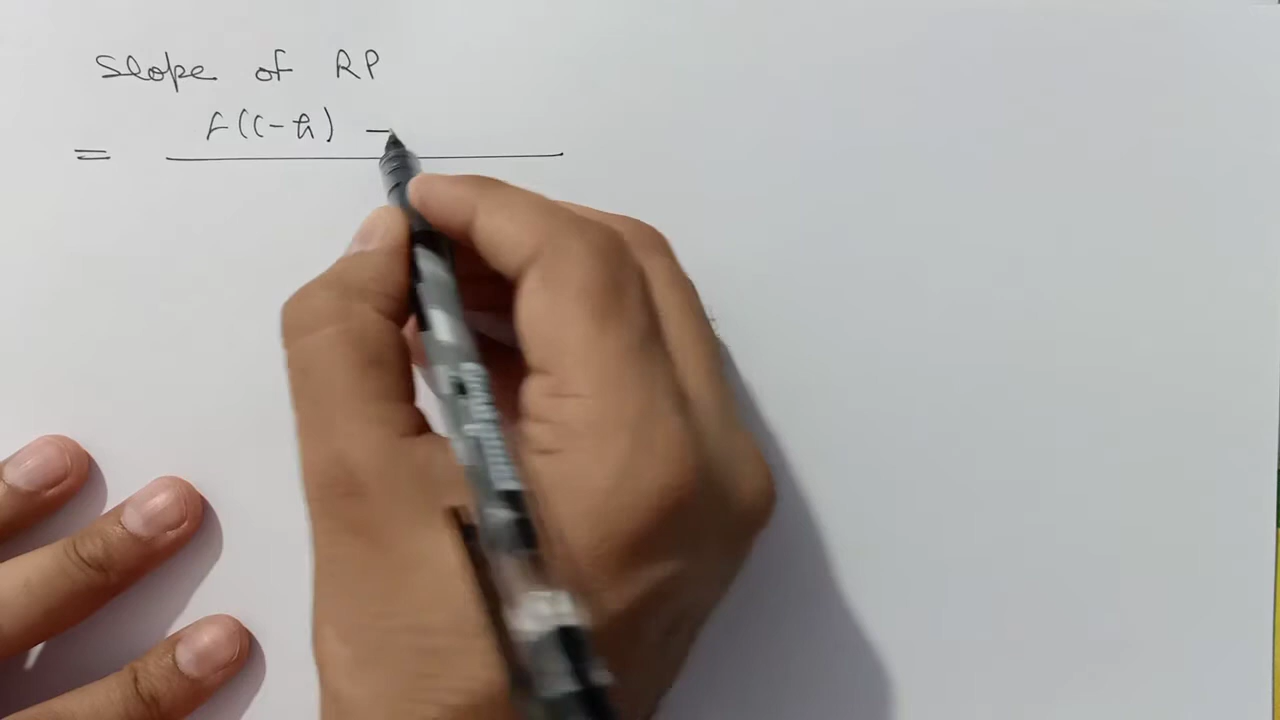 Slope of RP
f(c-h) -
=